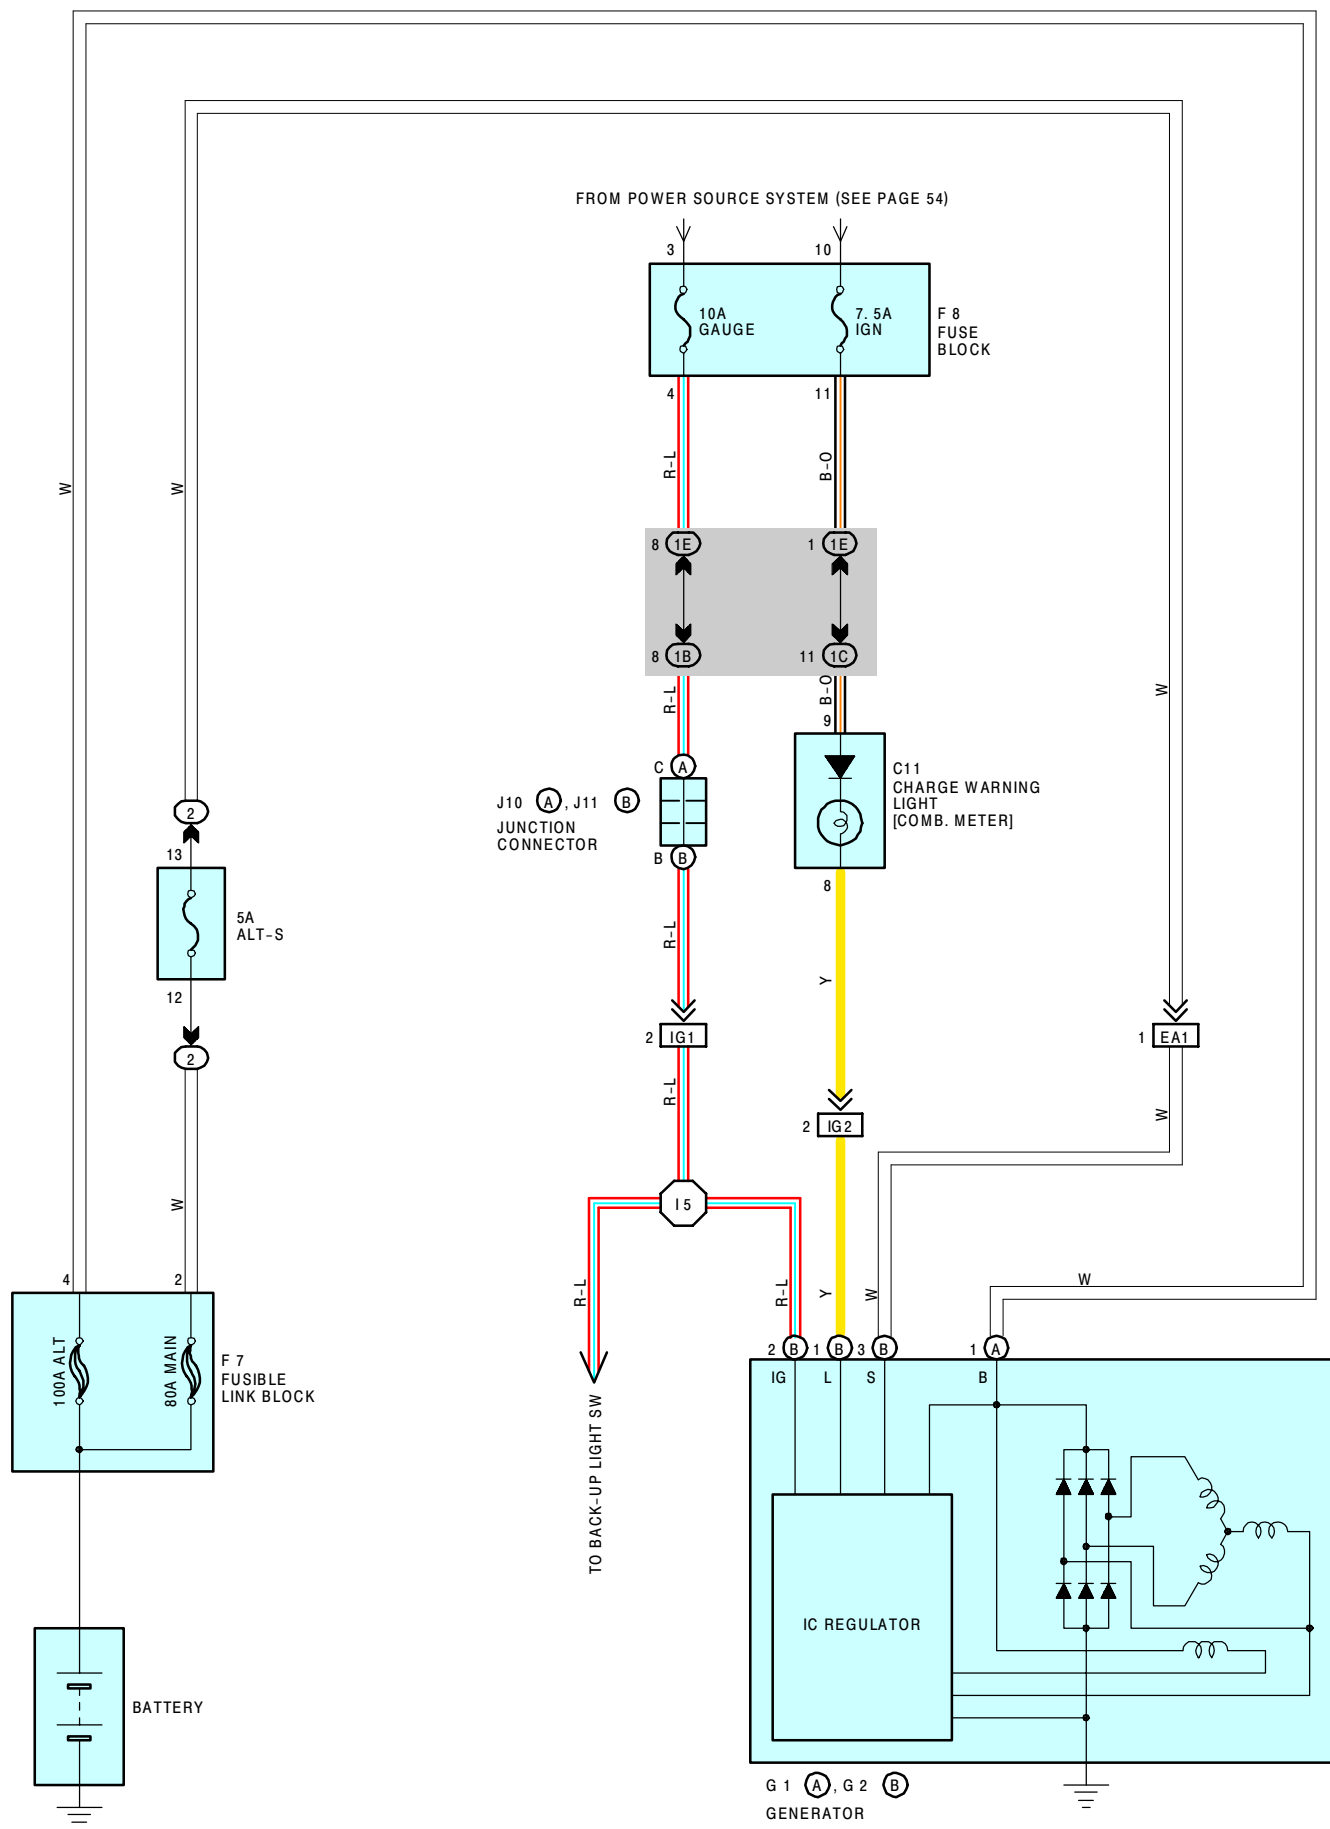 FROM POWER SOURCE SYSTEM (SEE PAGE 54)
3
10
10A
GAUGE
7. 5A
IGN
F 8
FUSE
BLOCK
4
11
W
W
R-L
B-O
8 1E
1 1E
8 1B
11 1C
R-L
B-O
W
9
C A
C11
CHARGE WARNING
LIGHT
[COMB. METER]
J10 A , J11 B
JUNCTION
CONNECTOR
2
13
B B
8
5A
ALT-S
R-L
Y
12
2
2 IG1
1 EA1
R-L
W
2 IG2
W
I 5
4
2
R-L
R-L
Y
W
W
2 B
1 B
3 B
1 A
IG
L
S
B
100A ALT
80A MAIN
F 7
FUSIBLE
LINK BLOCK
TO BACK-UP LIGHT SW
IC REGULATOR
BATTERY
G 1 A , G 2 B
GENERATOR